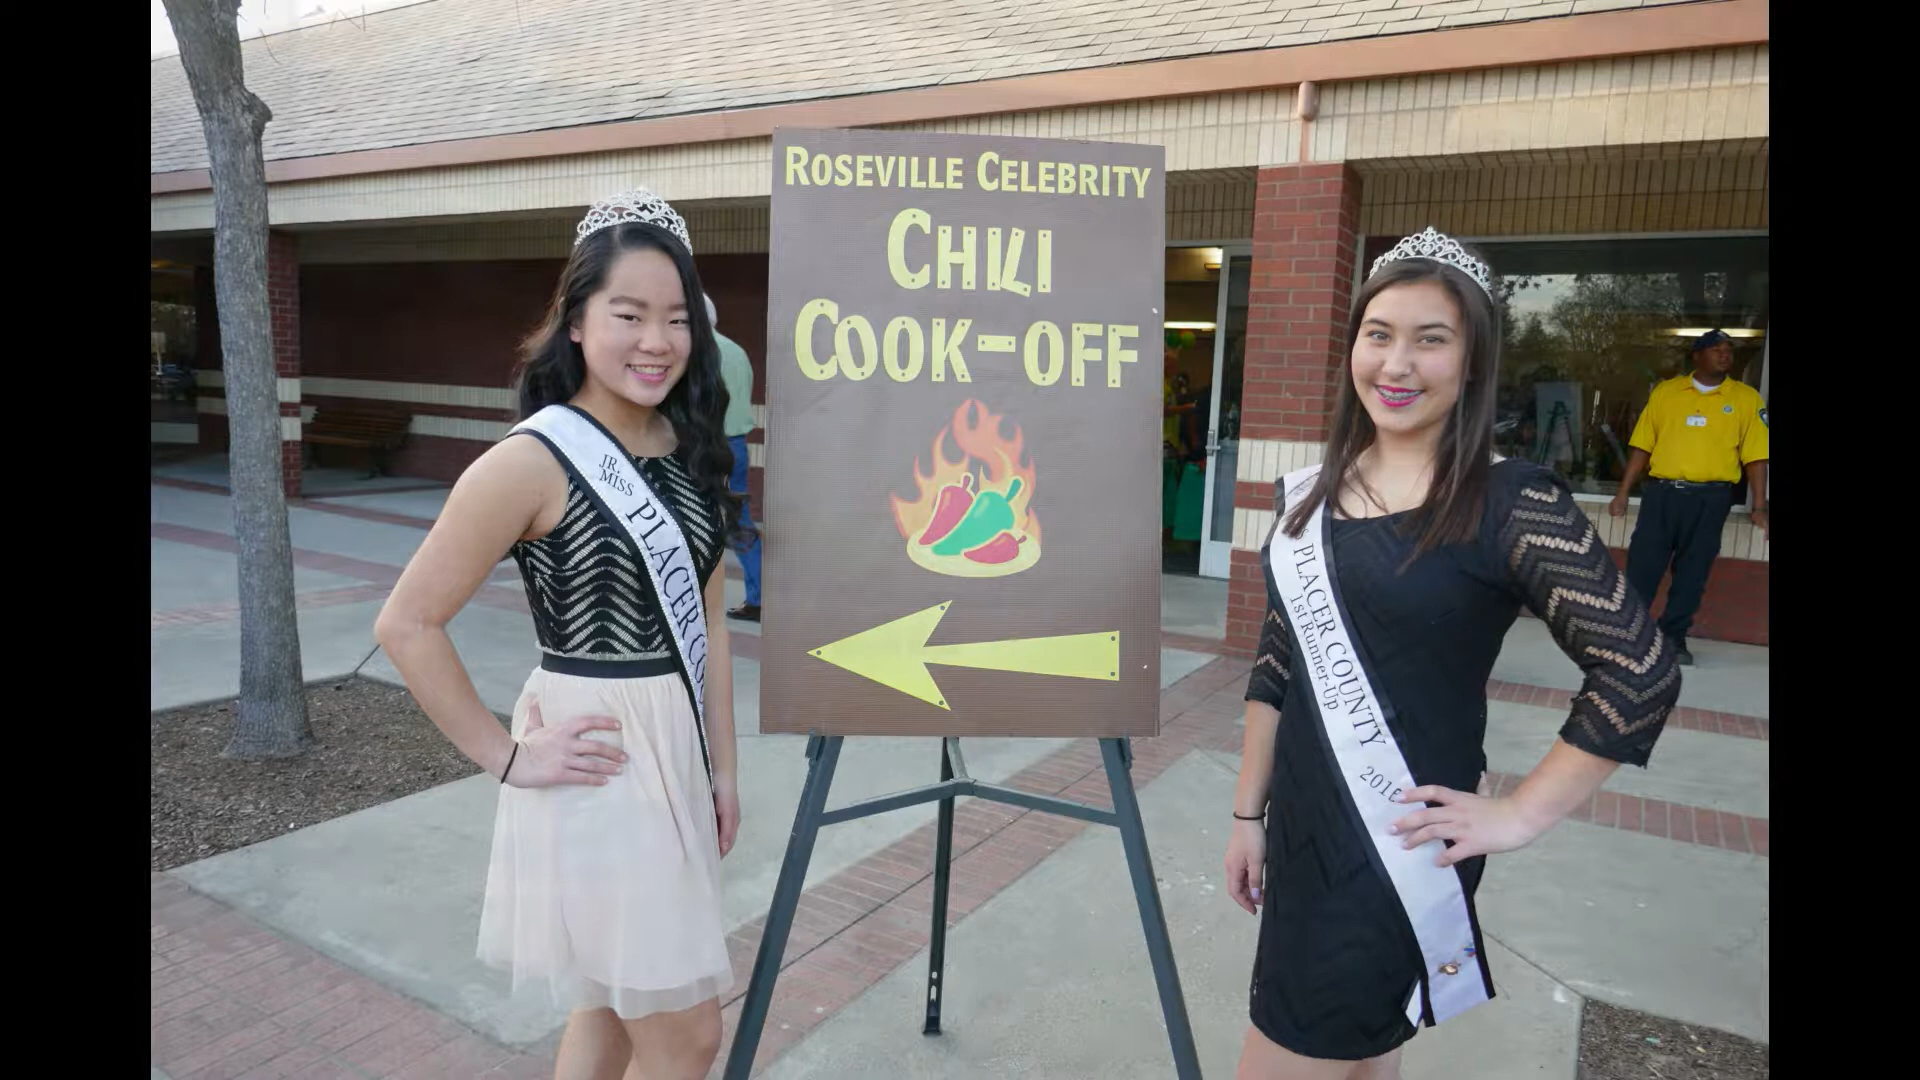 ROSEVILLE CELEBRITY
CHILI
COOK-OFF
JR.
MISS
PLACER
PLACER COUNTY
1st Runner-Up